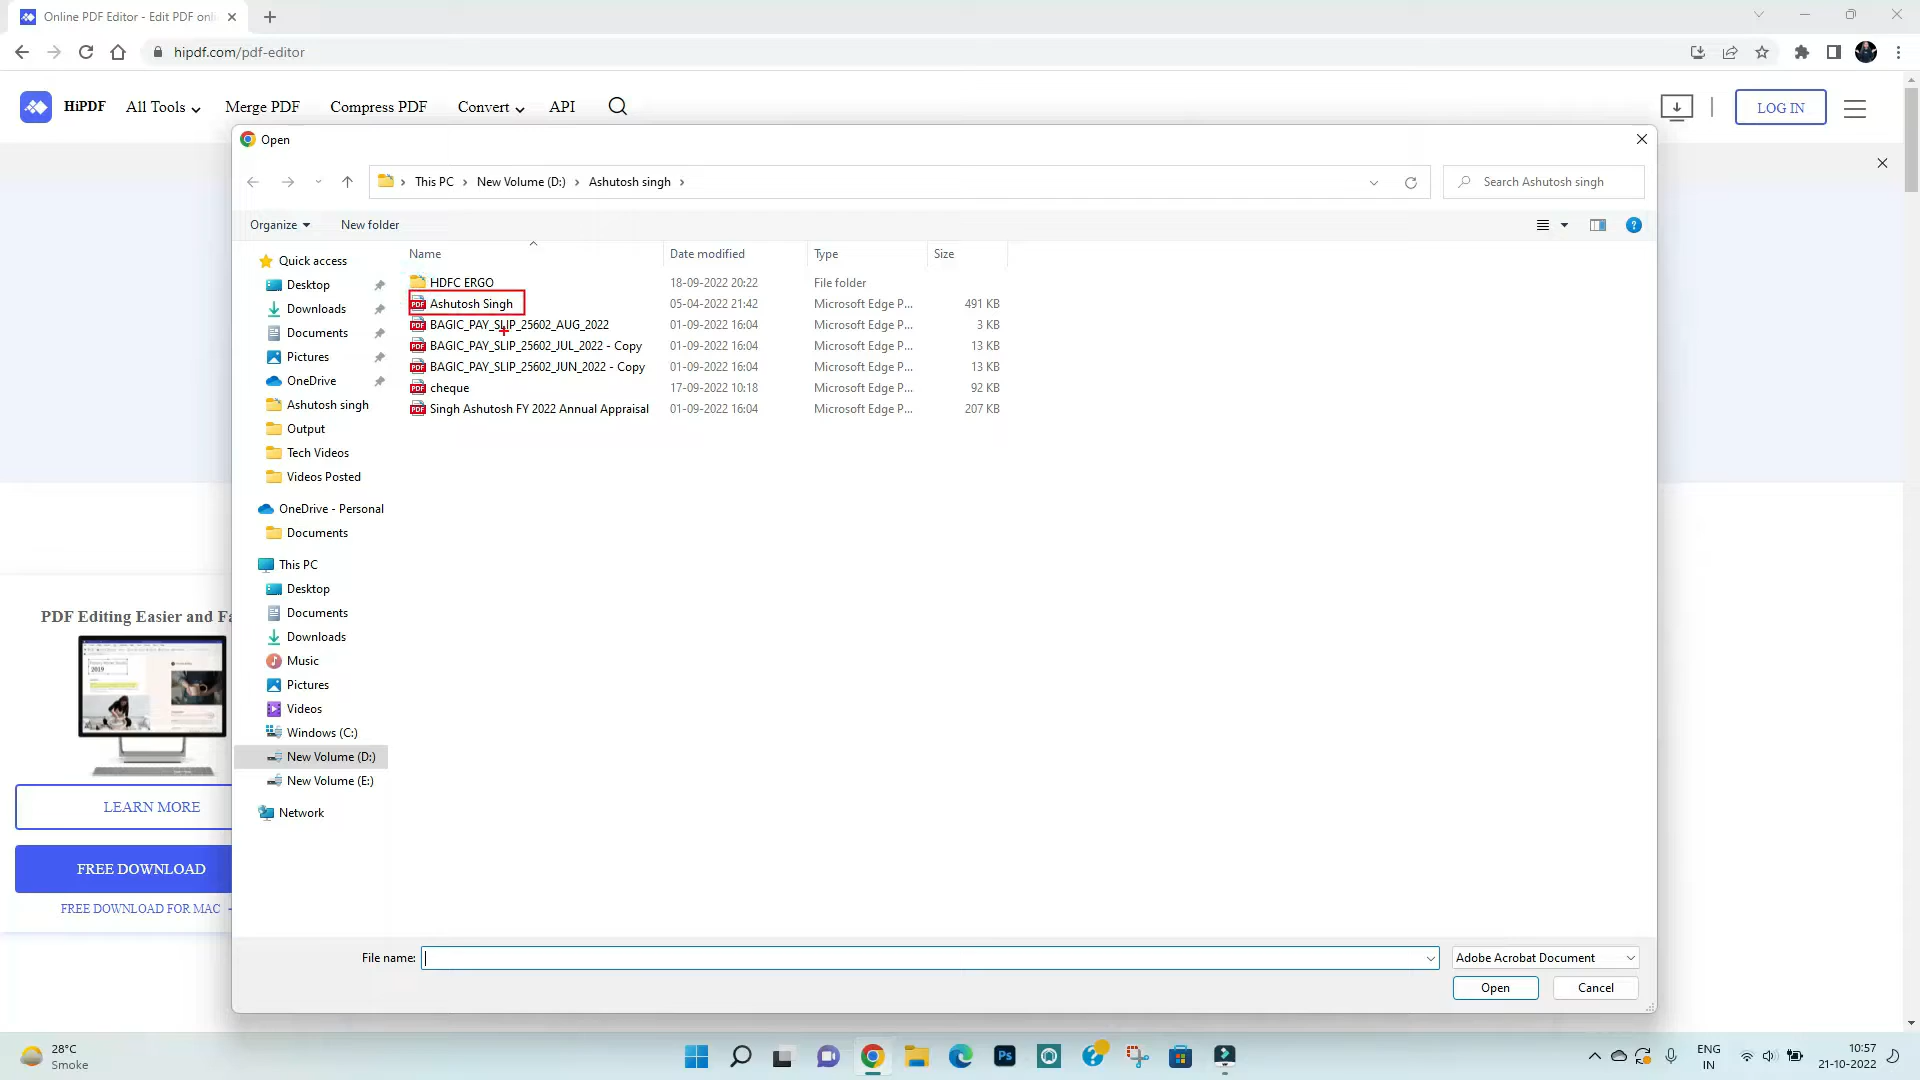 Online PDF Editor - Edit PDF onli
hipdf.com/pdf-editor
HiPDF All Tools Merge PDF Compress PDF Convert API LOG IN
Open
This PC › New Volume (D:) › Ashutosh singh ›
Search Ashutosh singh
Organize New folder
Name Date modified Type Size
HDFC ERGO 18-09-2022 20:22 File folder
Ashutosh Singh 05-04-2022 21:42 Microsoft Edge P... 491 KB
BAGIC_PAY_SLIP_25602_AUG_2022 01-09-2022 16:04 Microsoft Edge P... 3 KB
BAGIC_PAY_SLIP_25602_JUL_2022 - Copy 01-09-2022 16:04 Microsoft Edge P... 13 KB
BAGIC_PAY_SLIP_25602_JUN_2022 - Copy 01-09-2022 16:04 Microsoft Edge P... 13 KB
cheque 17-09-2022 10:18 Microsoft Edge P... 92 KB
Singh Ashutosh FY 2022 Annual Appraisal 01-09-2022 16:04 Microsoft Edge P... 207 KB
Quick access
Desktop
Downloads
Documents
Pictures
OneDrive
Ashutosh singh
Output
Tech Videos
Videos Posted
OneDrive - Personal
Documents
This PC
Desktop
Documents
Downloads
Music
Pictures
Videos
Windows (C:)
New Volume (D:)
New Volume (E:)
Network
PDF Editing Easier and Fa
2019
LEARN MORE
FREE DOWNLOAD
FREE DOWNLOAD FOR MAC
File name:
Adobe Acrobat Document
Open Cancel
28°C
Smoke
Ps
ENG
IN
10:57
21-10-2022